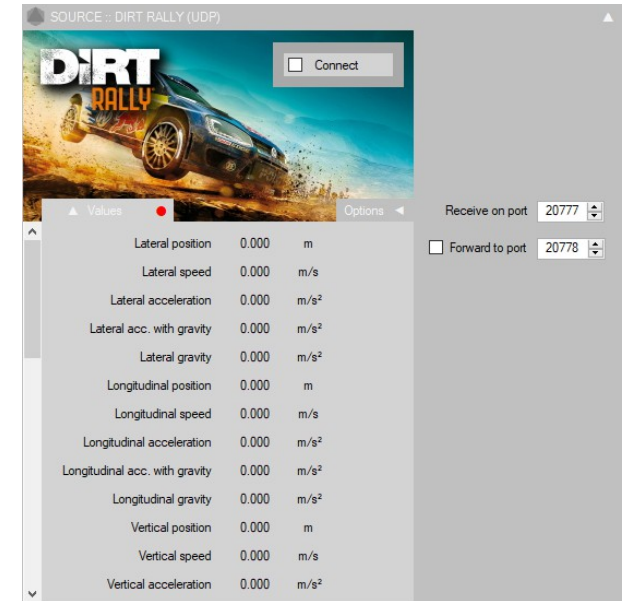 SOURCE :: DIRT RALLY (UDP)
DiRT
RALLY
Connect
Values
Options
Receive on port 20777
Forward to port 20778
Lateral position 0.000 m
Lateral speed 0.000 m/s
Lateral acceleration 0.000 m/s²
Lateral acc. with gravity 0.000 m/s²
Lateral gravity 0.000 m/s²
Longitudinal position 0.000 m
Longitudinal speed 0.000 m/s
Longitudinal acceleration 0.000 m/s²
Longitudinal acc. with gravity 0.000 m/s²
Longitudinal gravity 0.000 m/s²
Vertical position 0.000 m
Vertical speed 0.000 m/s
Vertical acceleration 0.000 m/s²